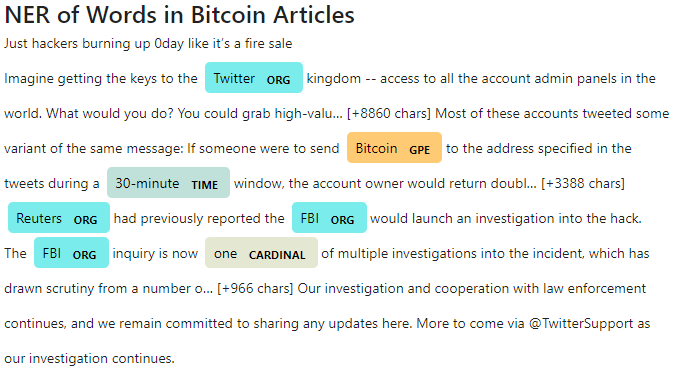 NER of Words in Bitcoin Articles
Just hackers burning up 0day like it's a fire sale
Imagine getting the keys to the Twitter ORG kingdom -- access to all the account admin panels in the
world. What would you do? You could grab high-valu... [+8860 chars] Most of these accounts tweeted some
variant of the same message: If someone were to send Bitcoin GPE to the address specified in the
tweets during a 30-minute TIME window, the account owner would return doubl... [+3388 chars]
Reuters ORG had previously reported the FBI ORG would launch an investigation into the hack.
The FBI ORG inquiry is now one CARDINAL of multiple investigations into the incident, which has
drawn scrutiny from a number o... [+966 chars] Our investigation and cooperation with law enforcement
continues, and we remain committed to sharing any updates here. More to come via @TwitterSupport as
our investigation continues.